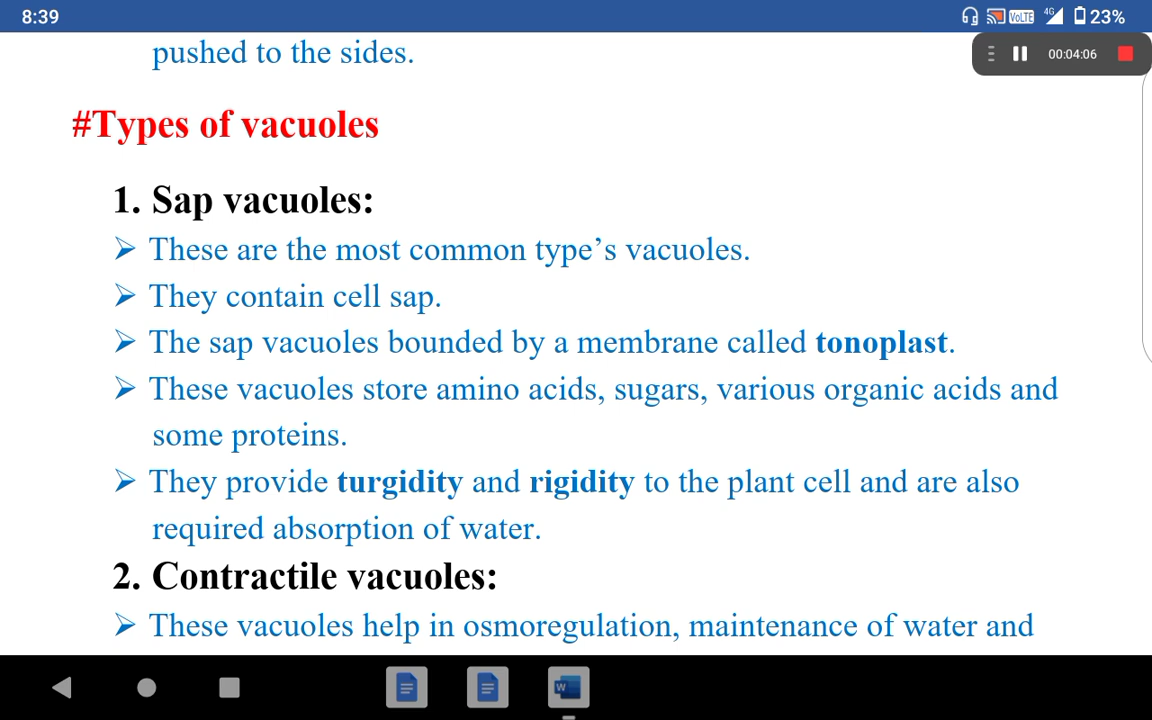 8:39
VoLTE 4G 23%
00:04:06
pushed to the sides.
#Types of vacuoles
1. Sap vacuoles:
➢ These are the most common type’s vacuoles.
➢ They contain cell sap.
➢ The sap vacuoles bounded by a membrane called tonoplast.
➢ These vacuoles store amino acids, sugars, various organic acids and
some proteins.
➢ They provide turgidity and rigidity to the plant cell and are also
required absorption of water.
2. Contractile vacuoles:
➢ These vacuoles help in osmoregulation, maintenance of water and
W